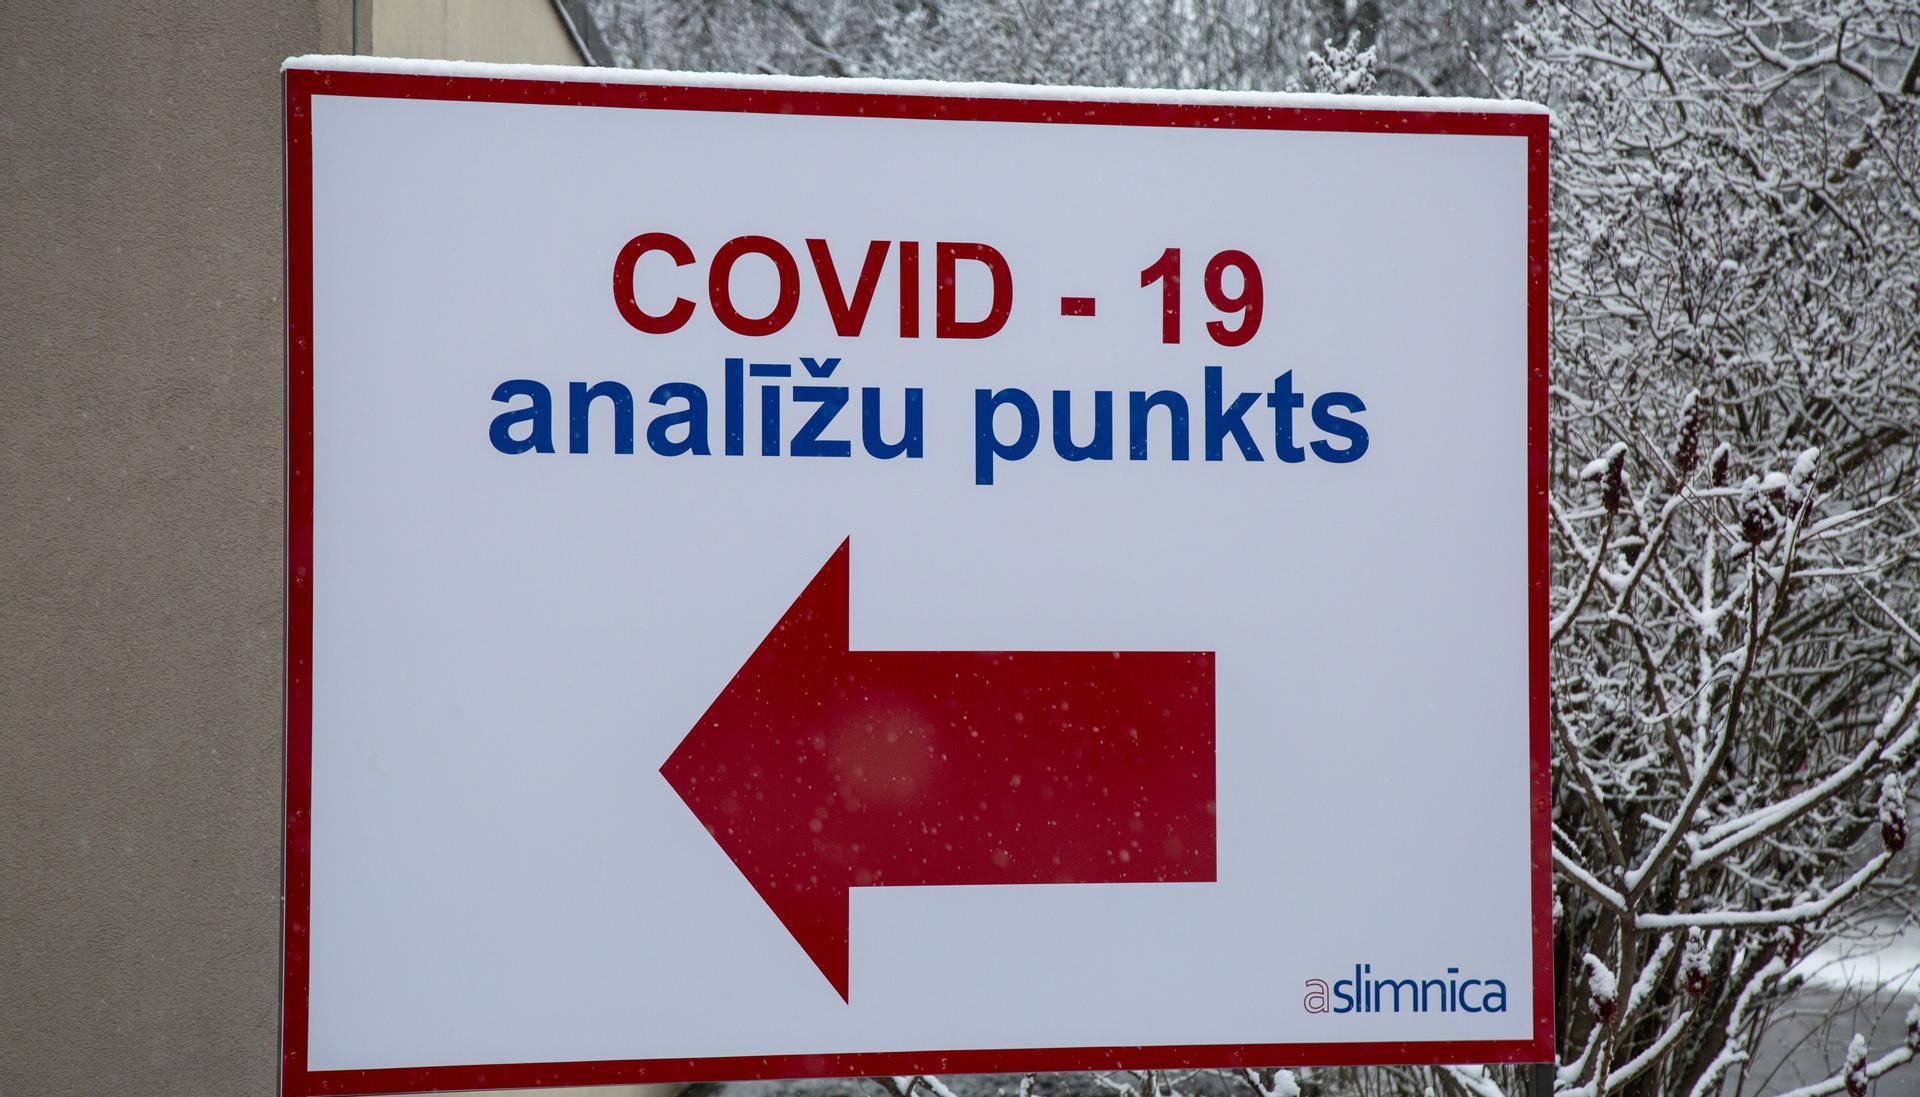 COVID - 19
analīžu punkts
aslimnīca